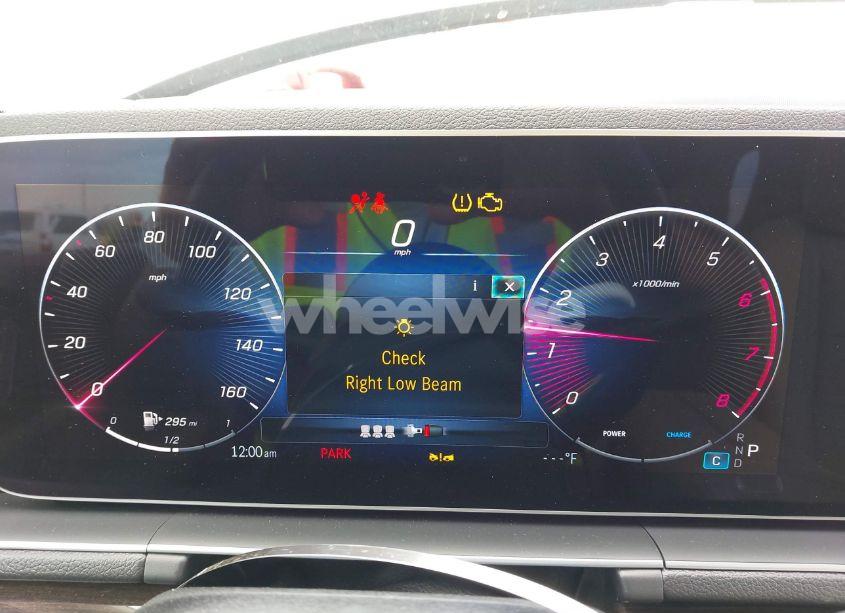 0
mph
20
40
60
80
100
120
140
160
mph
295 mi
0
1/2
1
i
wheelwise
Check
Right Low Beam
0
1
2
3
4
5
6
7
8
x1000/min
POWER
CHARGE
12:00am
PARK
---°F
R
N
D
P
C
0